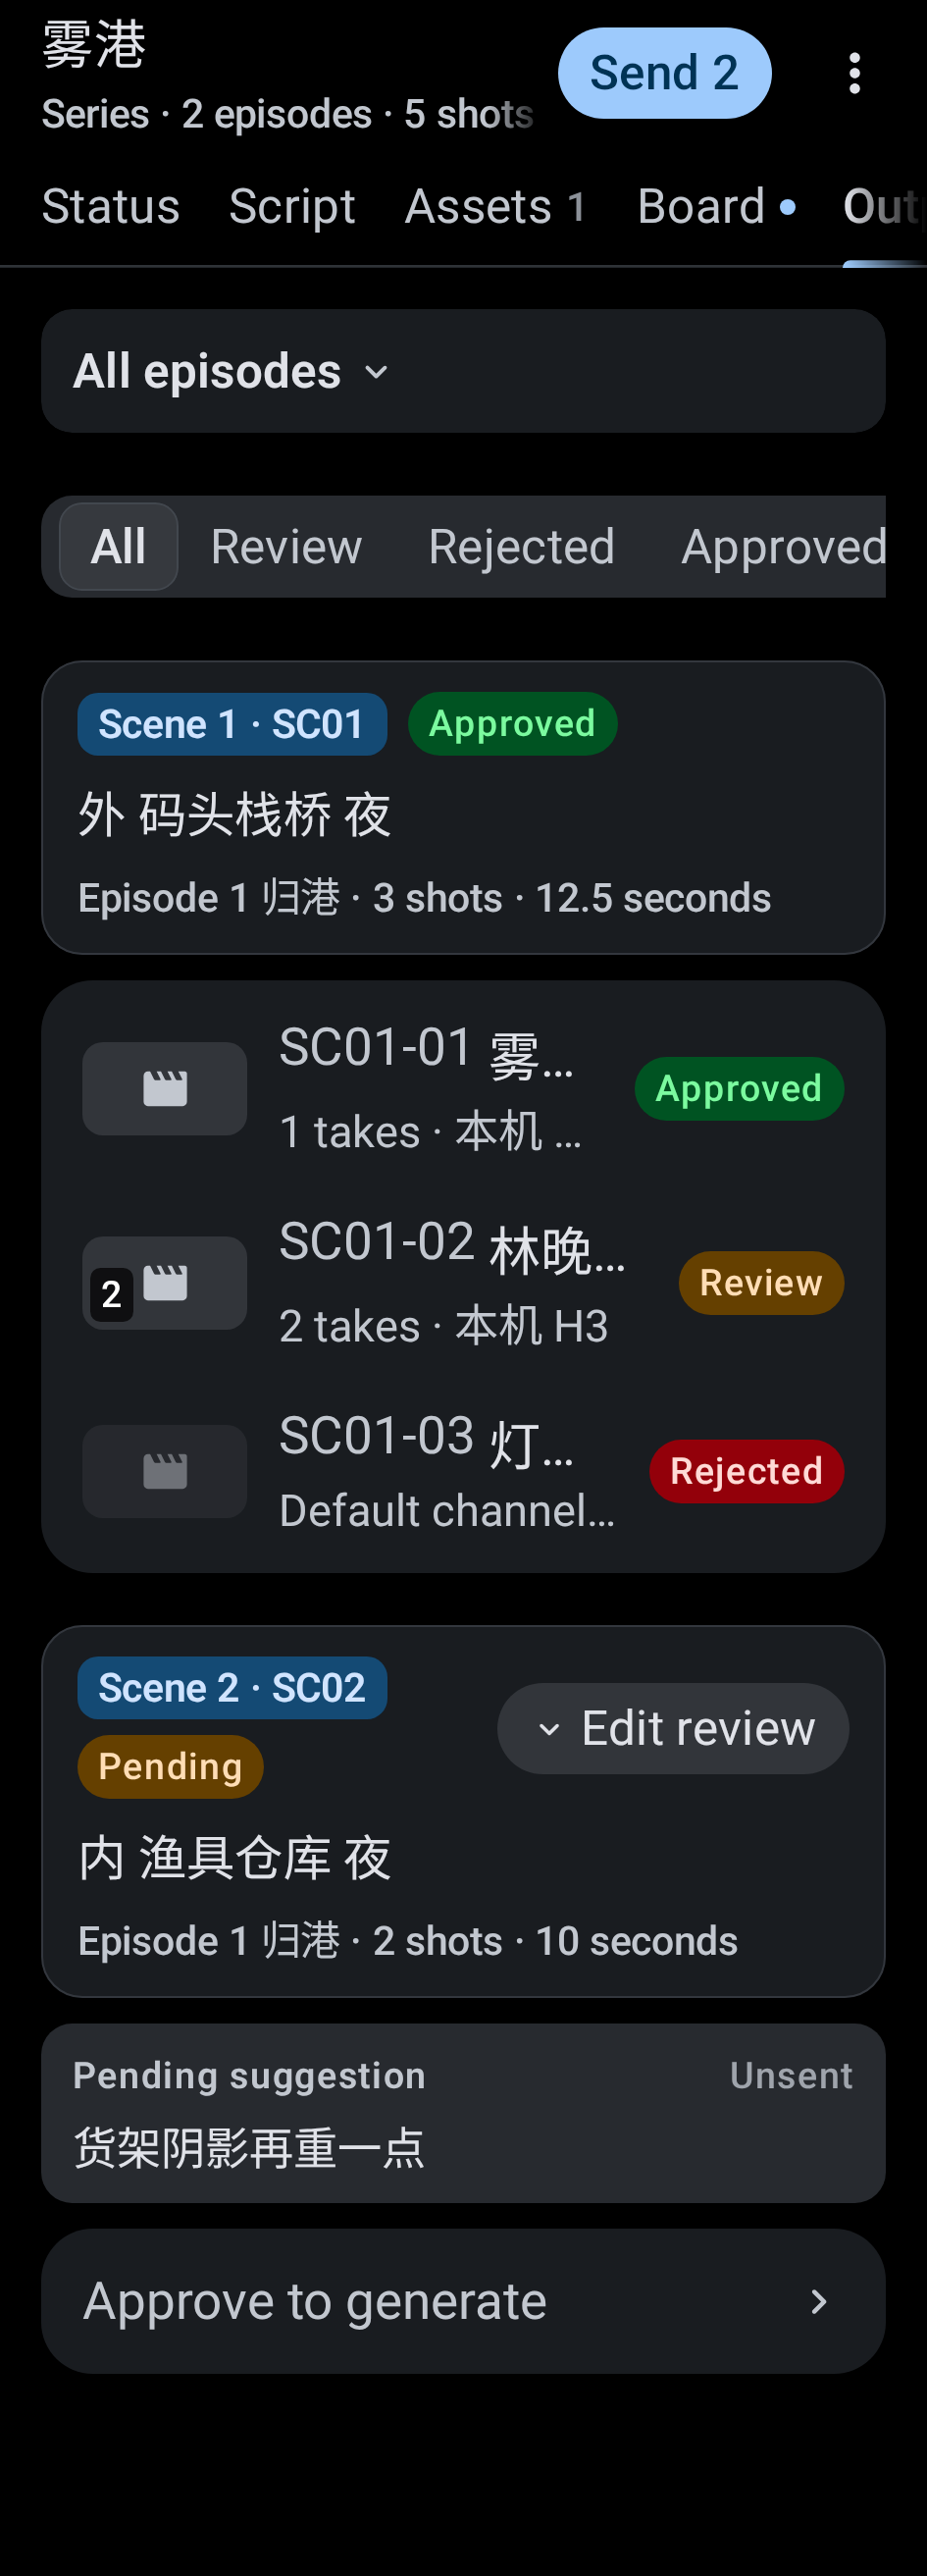 雾港
Send 2
Series · 2 episodes · 5 shots
Status Script Assets 1 Board Out
All episodes
All Review Rejected Approved
Scene 1 · SC01 Approved
外 码头栈桥 夜
Episode 1 归港 · 3 shots · 12.5 seconds
SC01-01 雾…
1 takes · 本机 …
Approved
2
SC01-02 林晚…
2 takes · 本机 H3
Review
SC01-03 灯…
Default channel…
Rejected
Scene 2 · SC02
Pending
Edit review
内 渔具仓库 夜
Episode 1 归港 · 2 shots · 10 seconds
Pending suggestion Unsent
货架阴影再重一点
Approve to generate